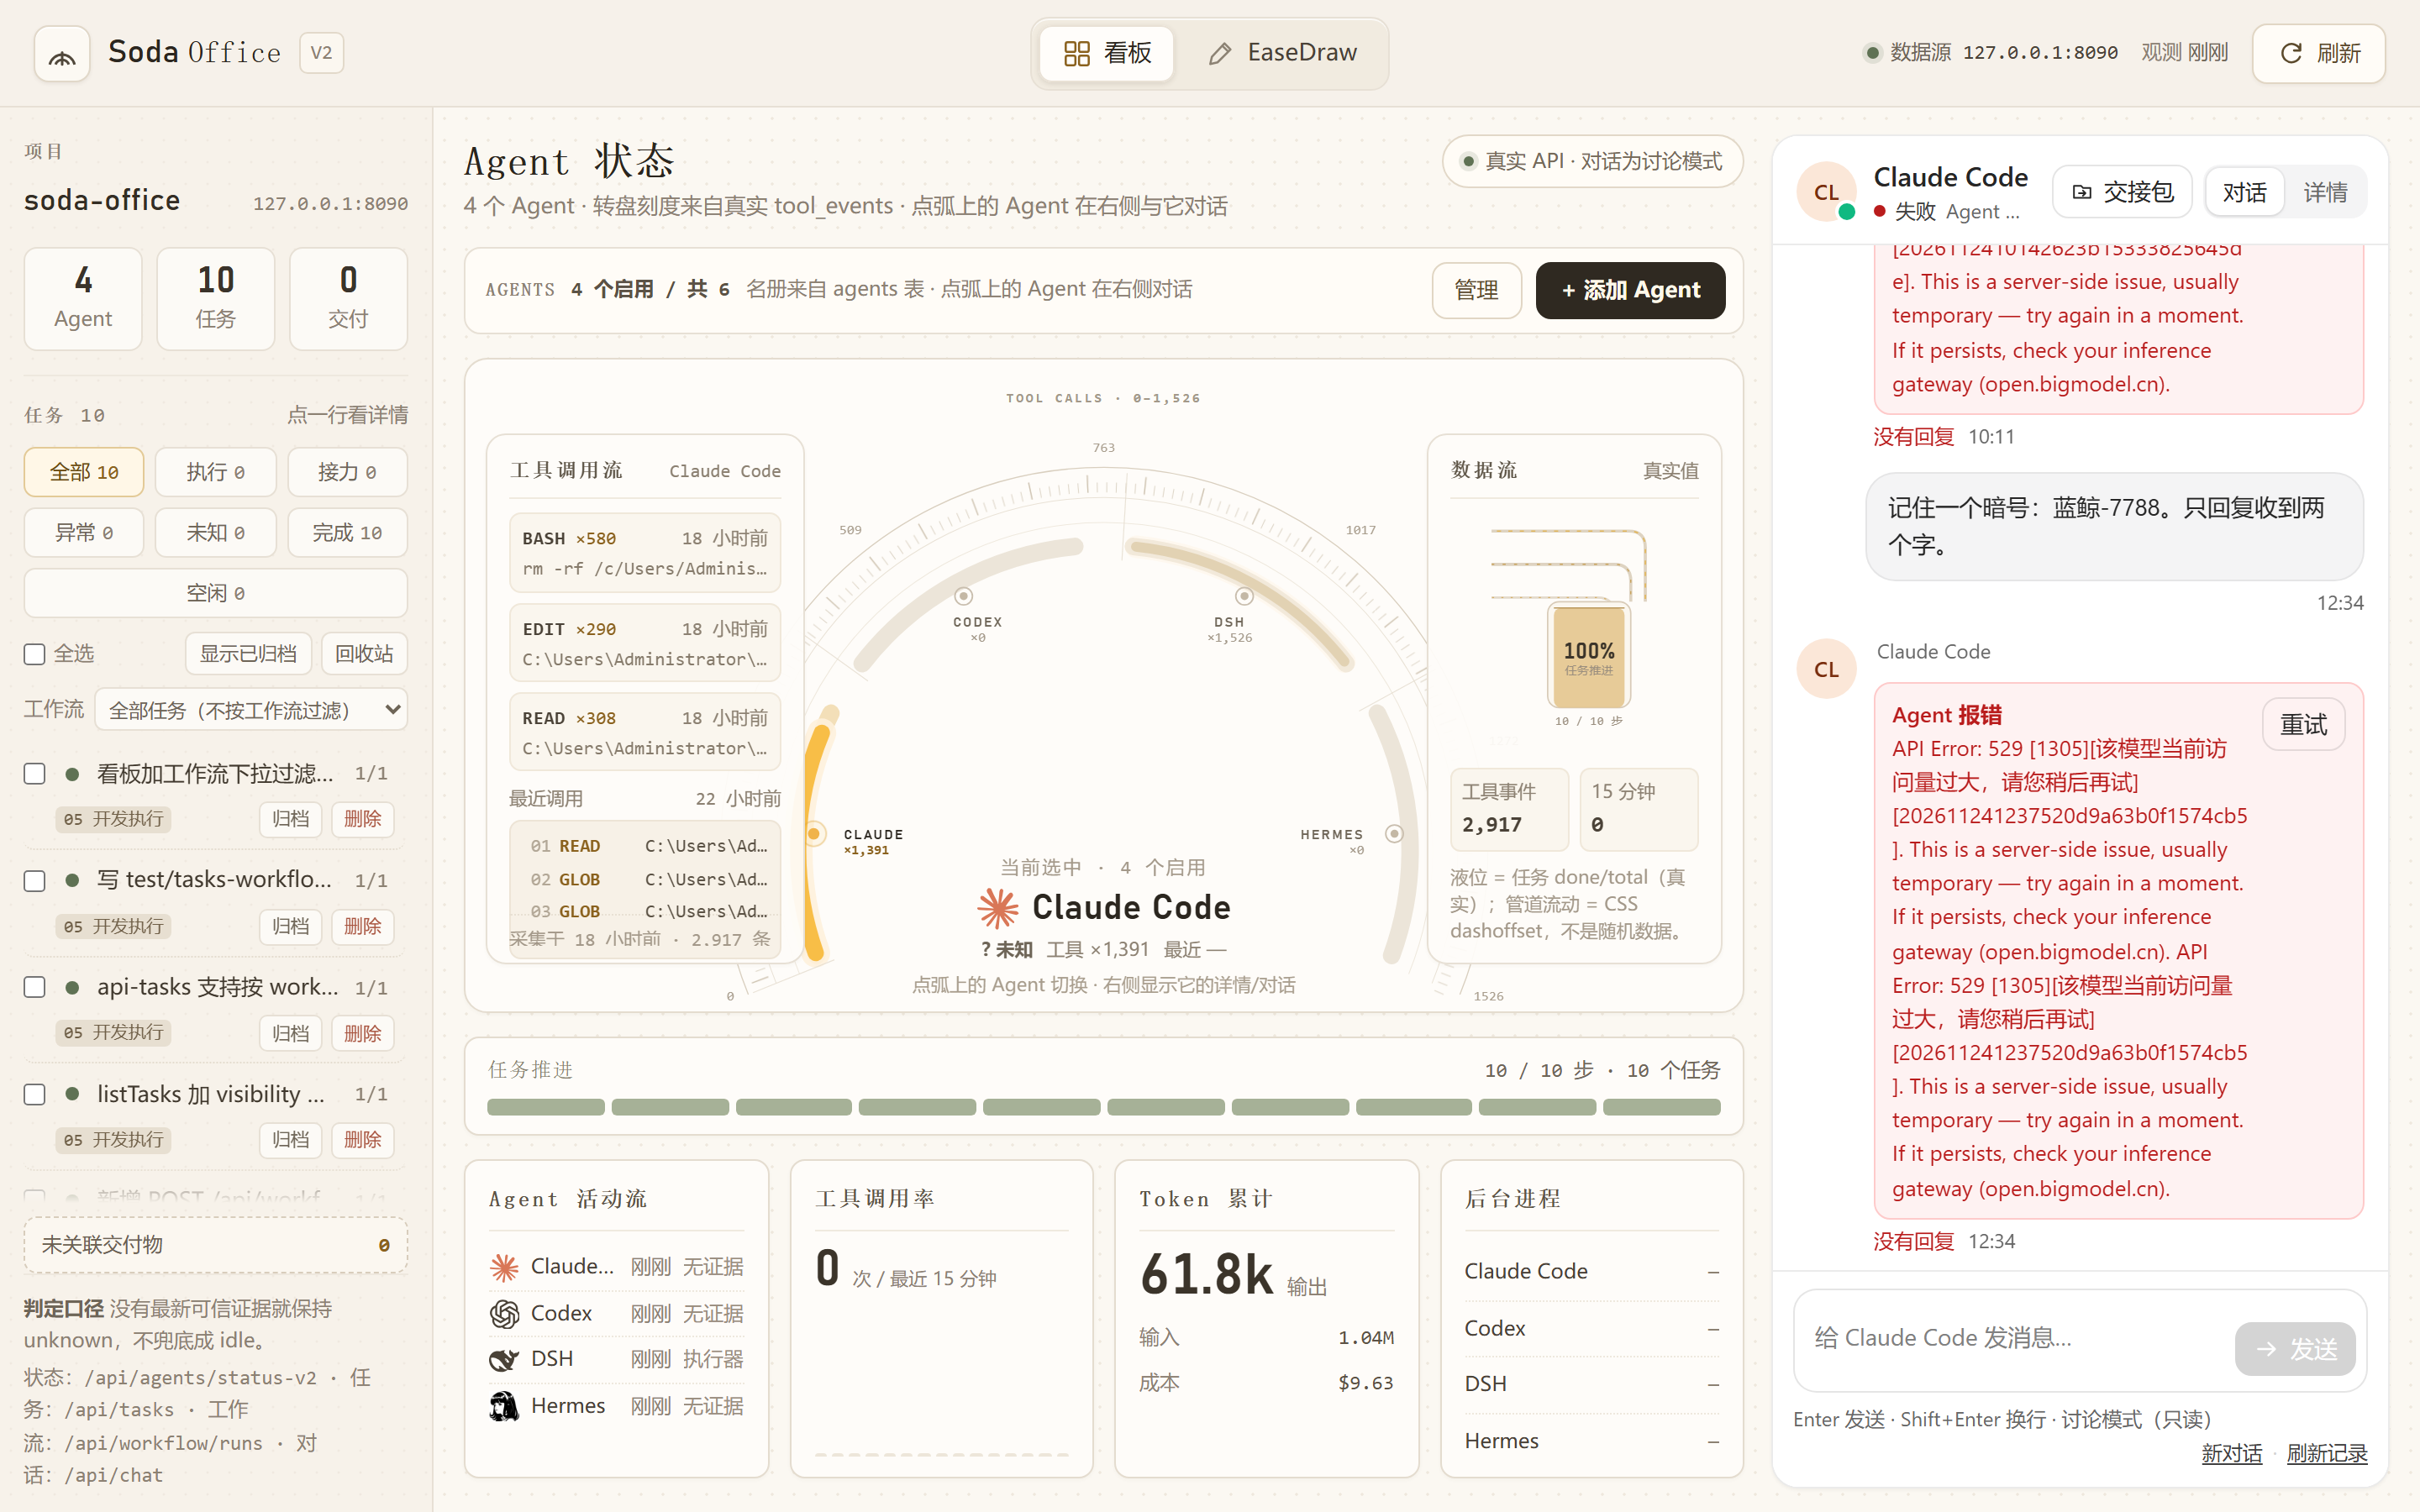 Soda Office V2
看板
EaseDraw
数据源 127.0.0.1:8090 观测 刚刚
刷新
项目
soda-office 127.0.0.1:8090
4 10 0
Agent 任务 交付
任务 10 点一行看详情
全部 10 执行 0 接力 0
异常 0 未知 0 完成 10
空闲 0
全选 显示已归档 回收站
工作流 全部任务（不按工作流过滤）
看板加工作流下拉过滤... 1/1
05 开发执行 归档 删除
写 test/tasks-workflo... 1/1
05 开发执行 归档 删除
api-tasks 支持按 work... 1/1
05 开发执行 归档 删除
listTasks 加 visibility ... 1/1
05 开发执行 归档 删除
新增 POST /api/workf... 1/1
未关联交付物 0
判定口径 没有最新可信证据就保持
unknown，不兜底成 idle。
状态：/api/agents/status-v2 · 任
务：/api/tasks · 工作
流：/api/workflow/runs · 对
话：/api/chat
Agent 状态
4 个 Agent · 转盘刻度来自真实 tool_events · 点弧上的 Agent 在右侧与它对话
真实 API · 对话为讨论模式
AGENTS 4 个启用 / 共 6 名册来自 agents 表 · 点弧上的 Agent 在右侧对话
管理
+ 添加 Agent
TOOL CALLS · 0–1,526
763
509
1017
0
1526
工具调用流 Claude Code
BASH ×580 18 小时前
rm -rf /c/Users/Adminis…
EDIT ×290 18 小时前
C:\Users\Administrator\…
READ ×308 18 小时前
C:\Users\Administrator\…
最近调用 22 小时前
01 READ C:\Users\Ad…
02 GLOB C:\Users\Ad…
03 GLOB C:\Users\Ad…
采集于 18 小时前 · 2,917 条
CODEX
×0
DSH
×1,526
CLAUDE
×1,391
HERMES
×0
当前选中 · 4 个启用
Claude Code
? 未知 工具 ×1,391 最近 —
点弧上的 Agent 切换 · 右侧显示它的详情/对话
数据流 真实值
100%
任务推进
10 / 10 步
工具事件 15 分钟
2,917 0
液位 = 任务 done/total（真
实）；管道流动 = CSS
dashoffset，不是随机数据。
任务推进 10 / 10 步 · 10 个任务
Agent 活动流
Claude... 刚刚 无证据
Codex 刚刚 无证据
DSH 刚刚 执行器
Hermes 刚刚 无证据
工具调用率
0 次 / 最近 15 分钟
Token 累计
61.8k 输出
输入 1.04M
成本 $9.63
后台进程
Claude Code –
Codex –
DSH –
Hermes –
CL
Claude Code
失败 Agent ...
交接包
对话 详情
[2026112410142623b15333825645d
e]. This is a server-side issue, usually
temporary — try again in a moment.
If it persists, check your inference
gateway (open.bigmodel.cn).
没有回复 10:11
记住一个暗号：蓝鲸-7788。只回复收到两
个字。
12:34
CL
Claude Code
Agent 报错
重试
API Error: 529 [1305][该模型当前访
问量过大，请您稍后再试]
[202611241237520d9a63b0f1574cb5
]. This is a server-side issue, usually
temporary — try again in a moment.
If it persists, check your inference
gateway (open.bigmodel.cn). API
Error: 529 [1305][该模型当前访问量
过大，请您稍后再试]
[202611241237520d9a63b0f1574cb5
]. This is a server-side issue, usually
temporary — try again in a moment.
If it persists, check your inference
gateway (open.bigmodel.cn).
没有回复 12:34
给 Claude Code 发消息...
发送
Enter 发送 · Shift+Enter 换行 · 讨论模式（只读）
新对话 · 刷新记录